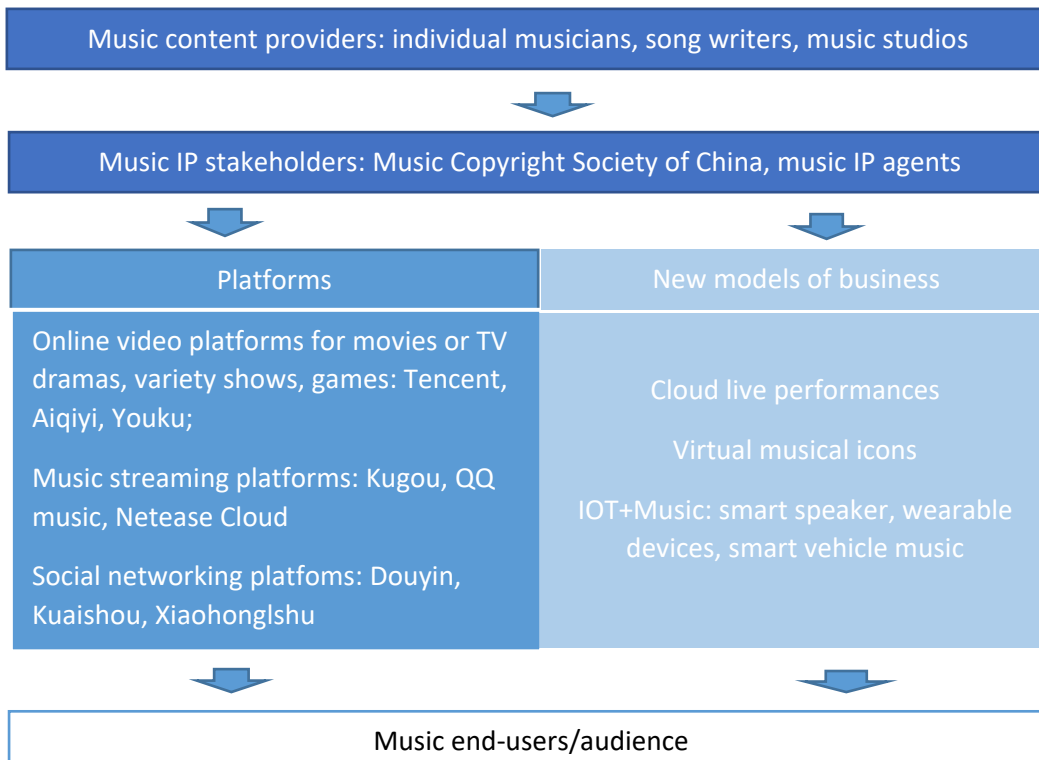 Music content providers: individual musicians, song writers, music studios
Music IP stakeholders: Music Copyright Society of China, music IP agents
Platforms
Online video platforms for movies or TV
dramas, variety shows, games: Tencent,
Aiqiyi, Youku;
Music streaming platforms: Kugou, QQ
music, Netease Cloud
Social networking platfoms: Douyin,
Kuaishou, Xiaohonglshu
New models of business
Cloud live performances
Virtual musical icons
IOT+Music: smart speaker, wearable
devices, smart vehicle music
Music end-users/audience